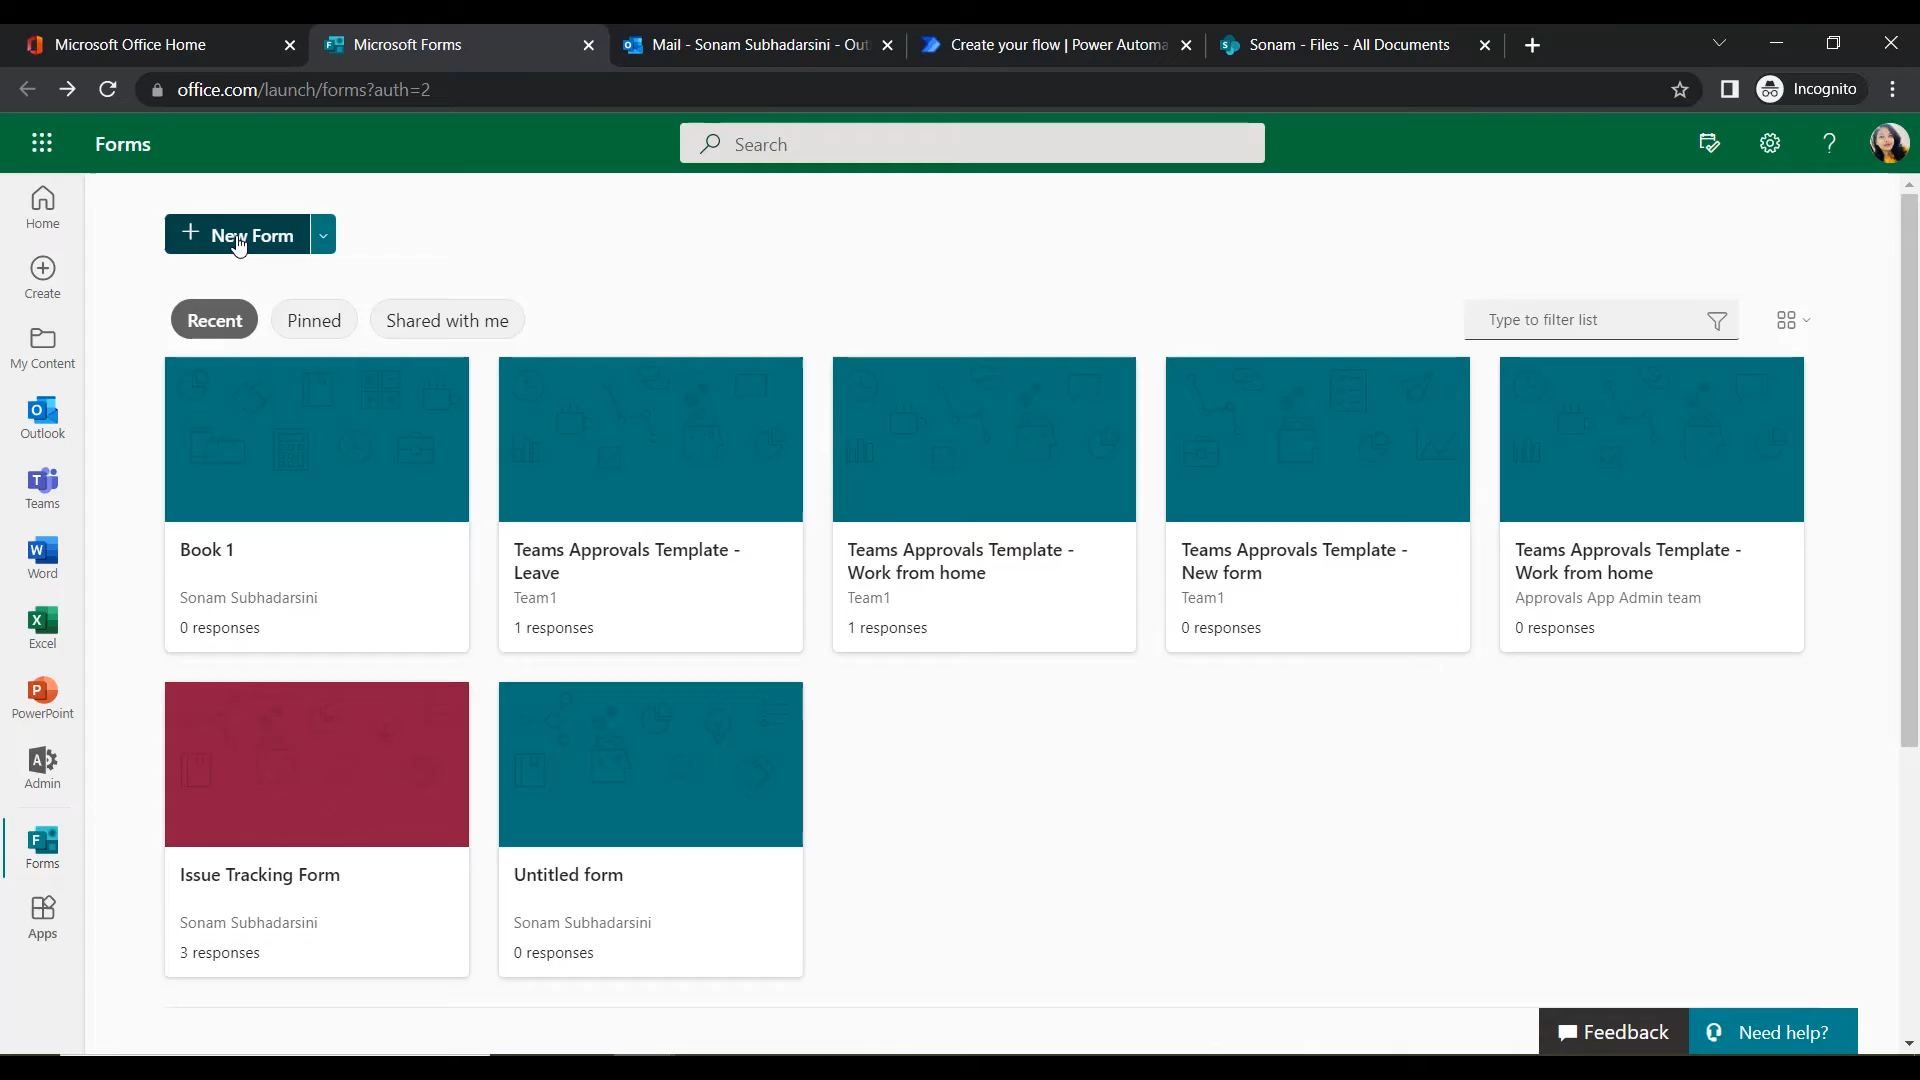 Microsoft Office Home
Microsoft Forms
Mail - Sonam Subhadarsini - Out
Create your flow | Power Automa
Sonam - Files - All Documents
office.com/launch/forms?auth=2
Incognito
Forms
Search
Home
Create
My Content
Outlook
Teams
Word
Excel
PowerPoint
Admin
Forms
Apps
New Form
Recent
Pinned
Shared with me
Type to filter list
Book 1
Sonam Subhadarsini
0 responses
Teams Approvals Template -
Leave
Team1
1 responses
Teams Approvals Template -
Work from home
Team1
1 responses
Teams Approvals Template -
New form
Team1
0 responses
Teams Approvals Template -
Work from home
Approvals App Admin team
0 responses
Issue Tracking Form
Sonam Subhadarsini
3 responses
Untitled form
Sonam Subhadarsini
0 responses
Feedback
Need help?